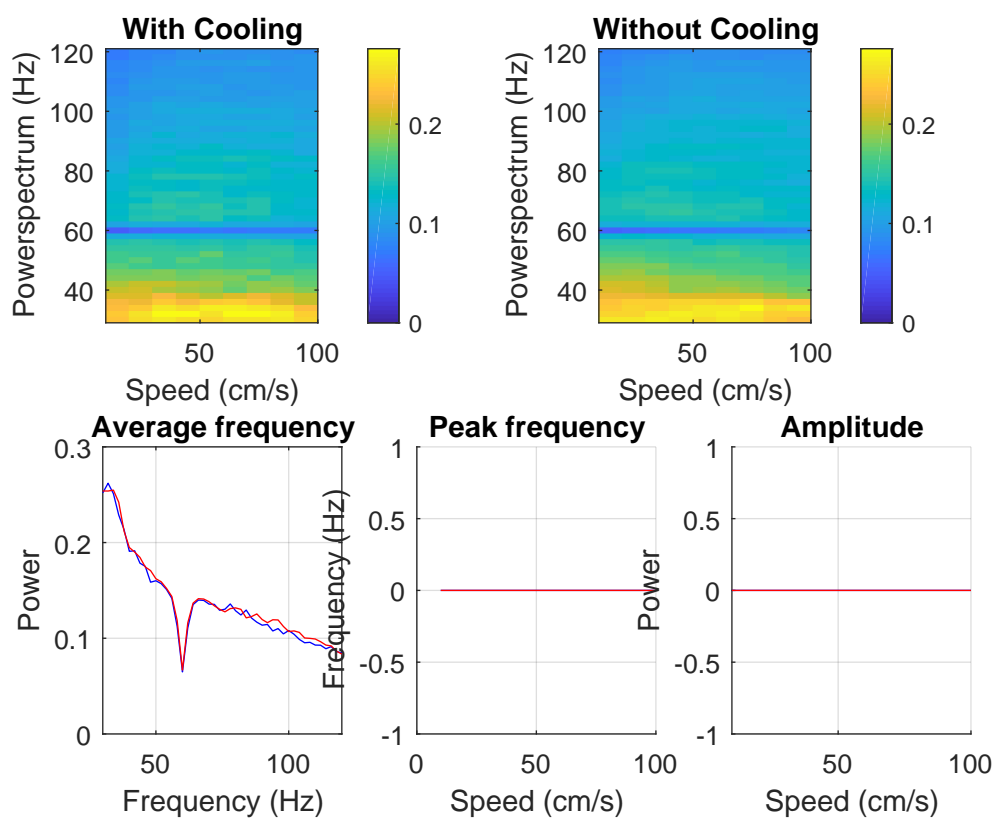 With Cooling
Powerspectrum (Hz)
120
100
80
60
40
50
100
Speed (cm/s)
0.2
0.1
0
Without Cooling
Powerspectrum (Hz)
120
100
80
60
40
50
100
Speed (cm/s)
0.2
0.1
0
Average frequency
Power
0.3
0.2
0.1
0
50
100
Frequency (Hz)
Peak frequency
Frequency (Hz)
1
0.5
0
-0.5
-1
0
50
100
Speed (cm/s)
Amplitude
Power
1
0.5
0
-0.5
-1
50
100
Speed (cm/s)